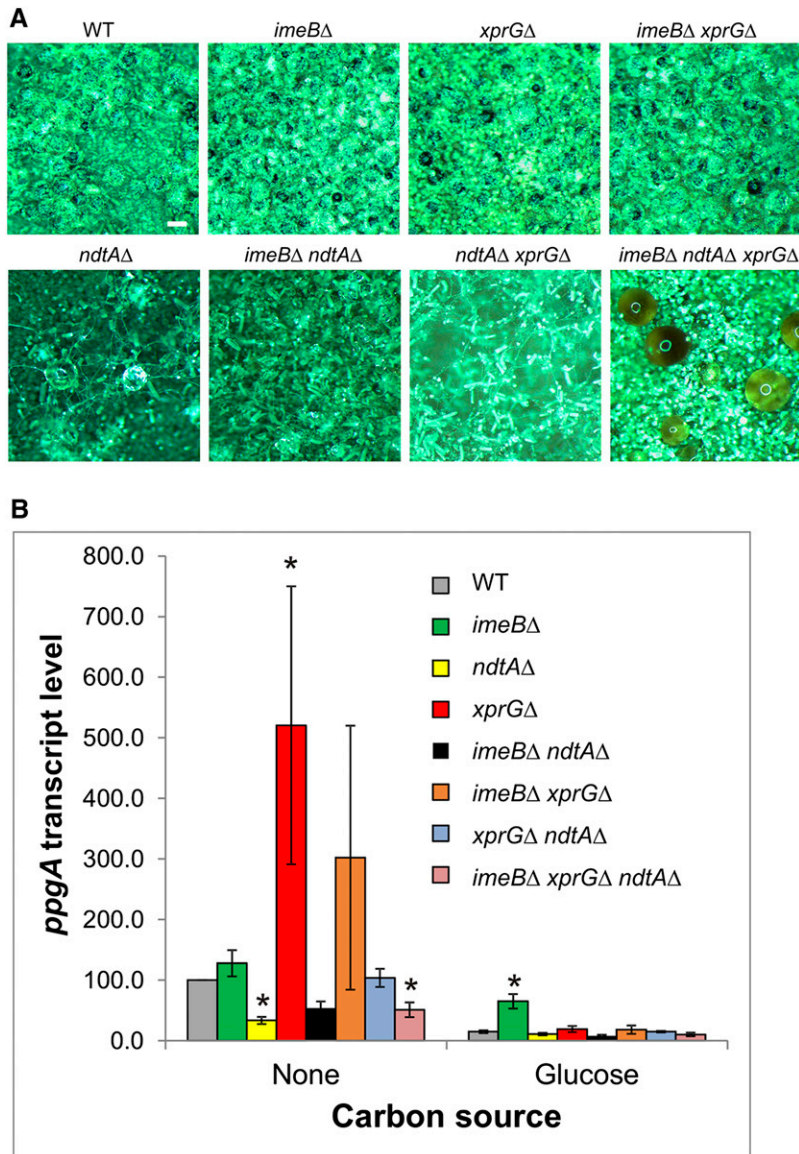 A
WT
imeBΔ
xprGΔ
imeBΔ xprGΔ
ndtAΔ
imeBΔ ndtAΔ
ndtAΔ xprGΔ
imeBΔ ndtAΔ xprGΔ
B
ppgA transcript level
800.0
700.0
600.0
500.0
400.0
300.0
200.0
100.0
0.0
*
*
*
*
WT
imeBΔ
ndtAΔ
xprGΔ
imeBΔ ndtAΔ
imeBΔ xprGΔ
xprGΔ ndtAΔ
imeBΔ xprGΔ ndtAΔ
None
Glucose
Carbon source